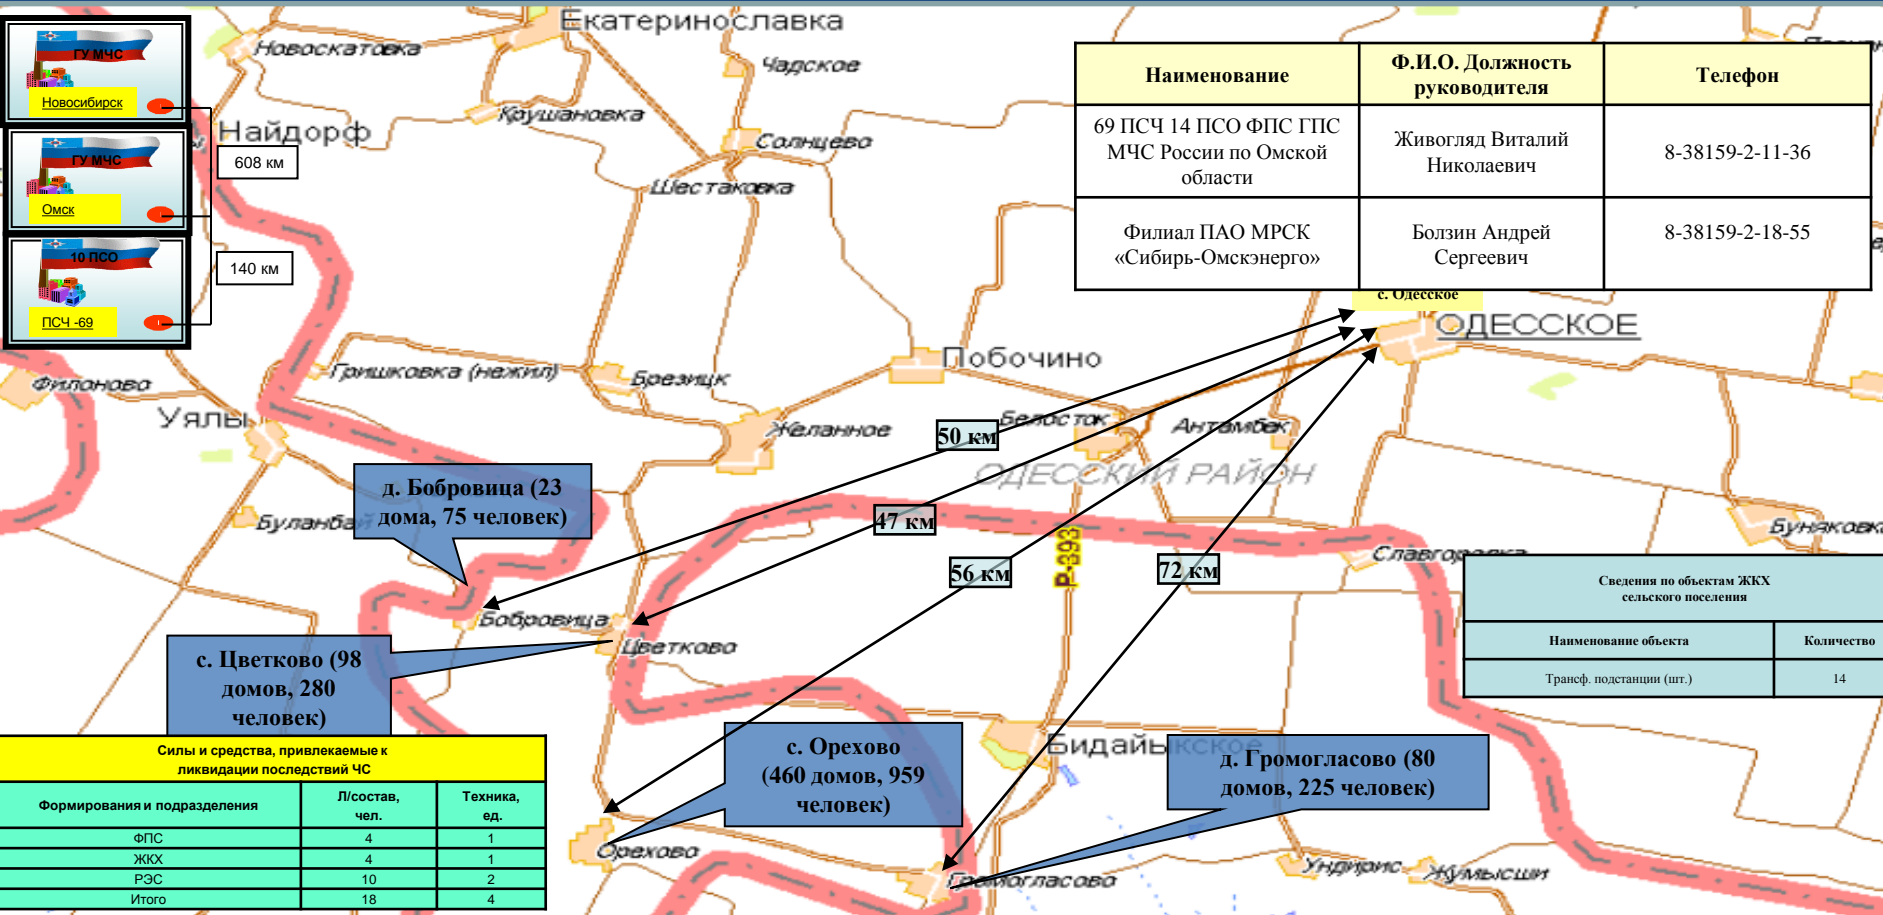 Екатеринославка
Новоскатовка
Чадское
Крушановка
Найдорф
Солнцево
Шестаковка
ГУ МЧС
Новосибирск
608 км
ГУ МЧС
Омск
140 км
10 ПСО
ПСЧ -69
Наименование
Ф.И.О. Должность
руководителя
Телефон
69 ПСЧ 14 ПСО ФПС ГПС
МЧС России по Омской
области
Живогляд Виталий
Николаевич
8-38159-2-11-36
Филиал ПАО МРСК
«Сибирь-Омскэнерго»
Болзин Андрей
Сергеевич
8-38159-2-18-55
с. Одесское
ОДЕССКОЕ
Побочино
Гришковка (нежил)
Брезицк
Филоново
Уялы
Желанное
Белосток
Антамбек
50 км
ОДЕССКИЙ РАЙОН
д. Бобровица (23
дома, 75 человек)
Буланбай
47 км
Буняковка
Славгородка
56 км
Р-393
72 км
Сведения по объектам ЖКХ
сельского поселения
Наименование объекта
Количество
Трансф. подстанции (шт.)
14
Бобровица
Цветково
с. Цветково (98
домов, 280
человек)
с. Орехово
(460 домов, 959
человек)
Бидайыкское
д. Громогласово (80
домов, 225 человек)
Силы и средства, привлекаемые к
ликвидации последствий ЧС
Формирования и подразделения
Л/состав,
чел.
Техника,
ед.
ФПС
4
1
ЖКХ
4
1
РЭС
10
2
Итого
18
4
Орехово
Громогласово
Ундирис
Жумысши